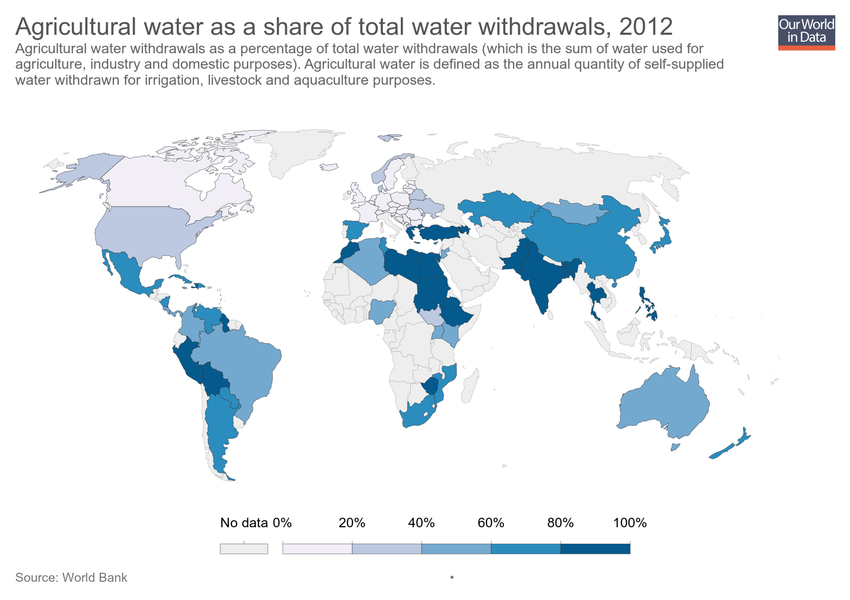 Agricultural water as a share of total water withdrawals, 2012
Our World
in Data
Agricultural water withdrawals as a percentage of total water withdrawals (which is the sum of water used for
agriculture, industry and domestic purposes). Agricultural water is defined as the annual quantity of self-supplied
water withdrawn for irrigation, livestock and aquaculture purposes.
No data 0% 20% 40% 60% 80% 100%
Source: World Bank
•